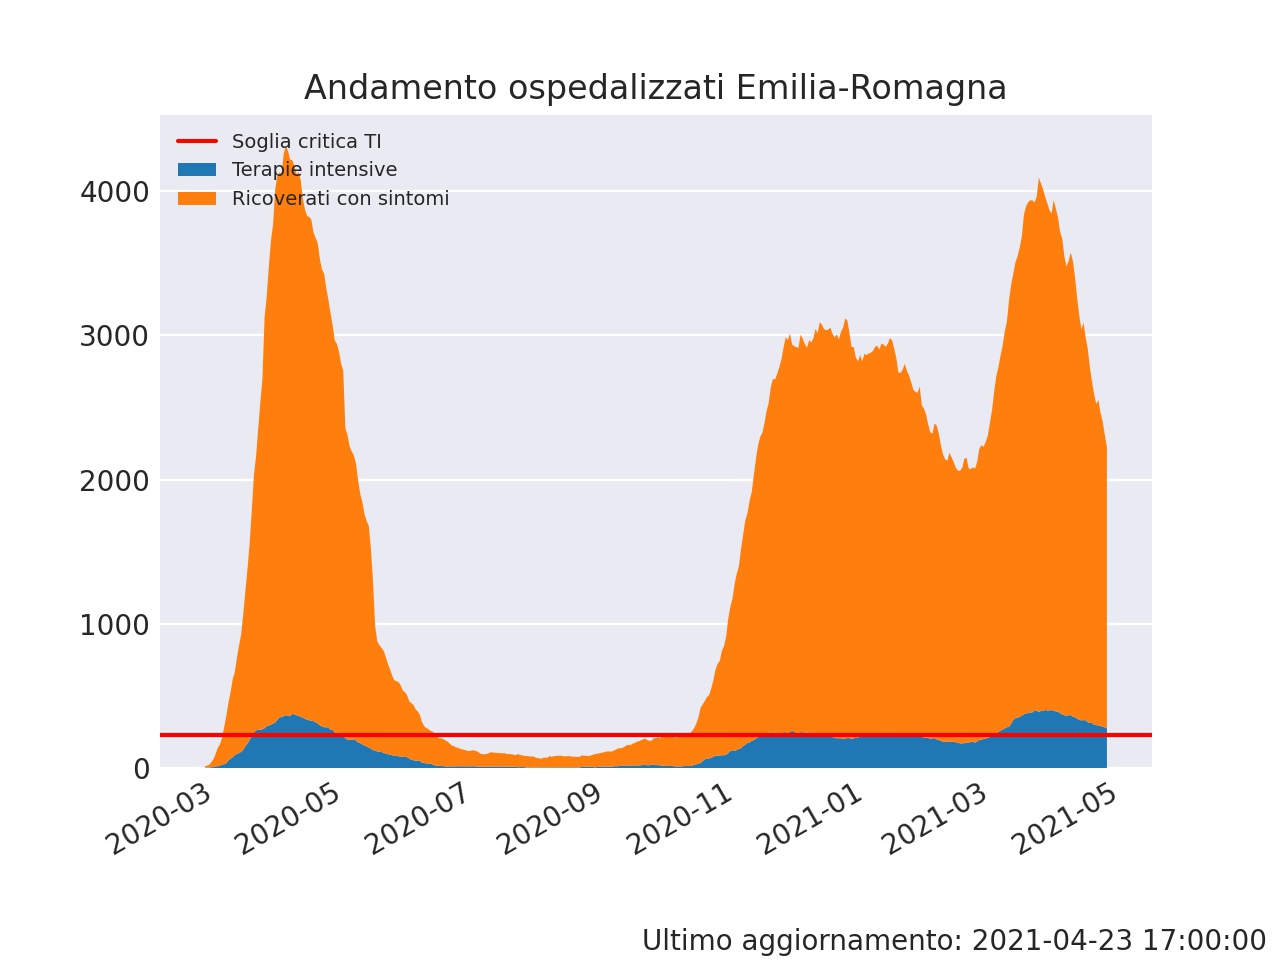 Andamento ospedalizzati Emilia-Romagna
Soglia critica TI
Terapie intensive
Ricoverati con sintomi
4000
3000
2000
1000
0
2020-03
2020-05
2020-07
2020-09
2020-11
2021-01
2021-03
2021-05
Ultimo aggiornamento: 2021-04-23 17:00:00